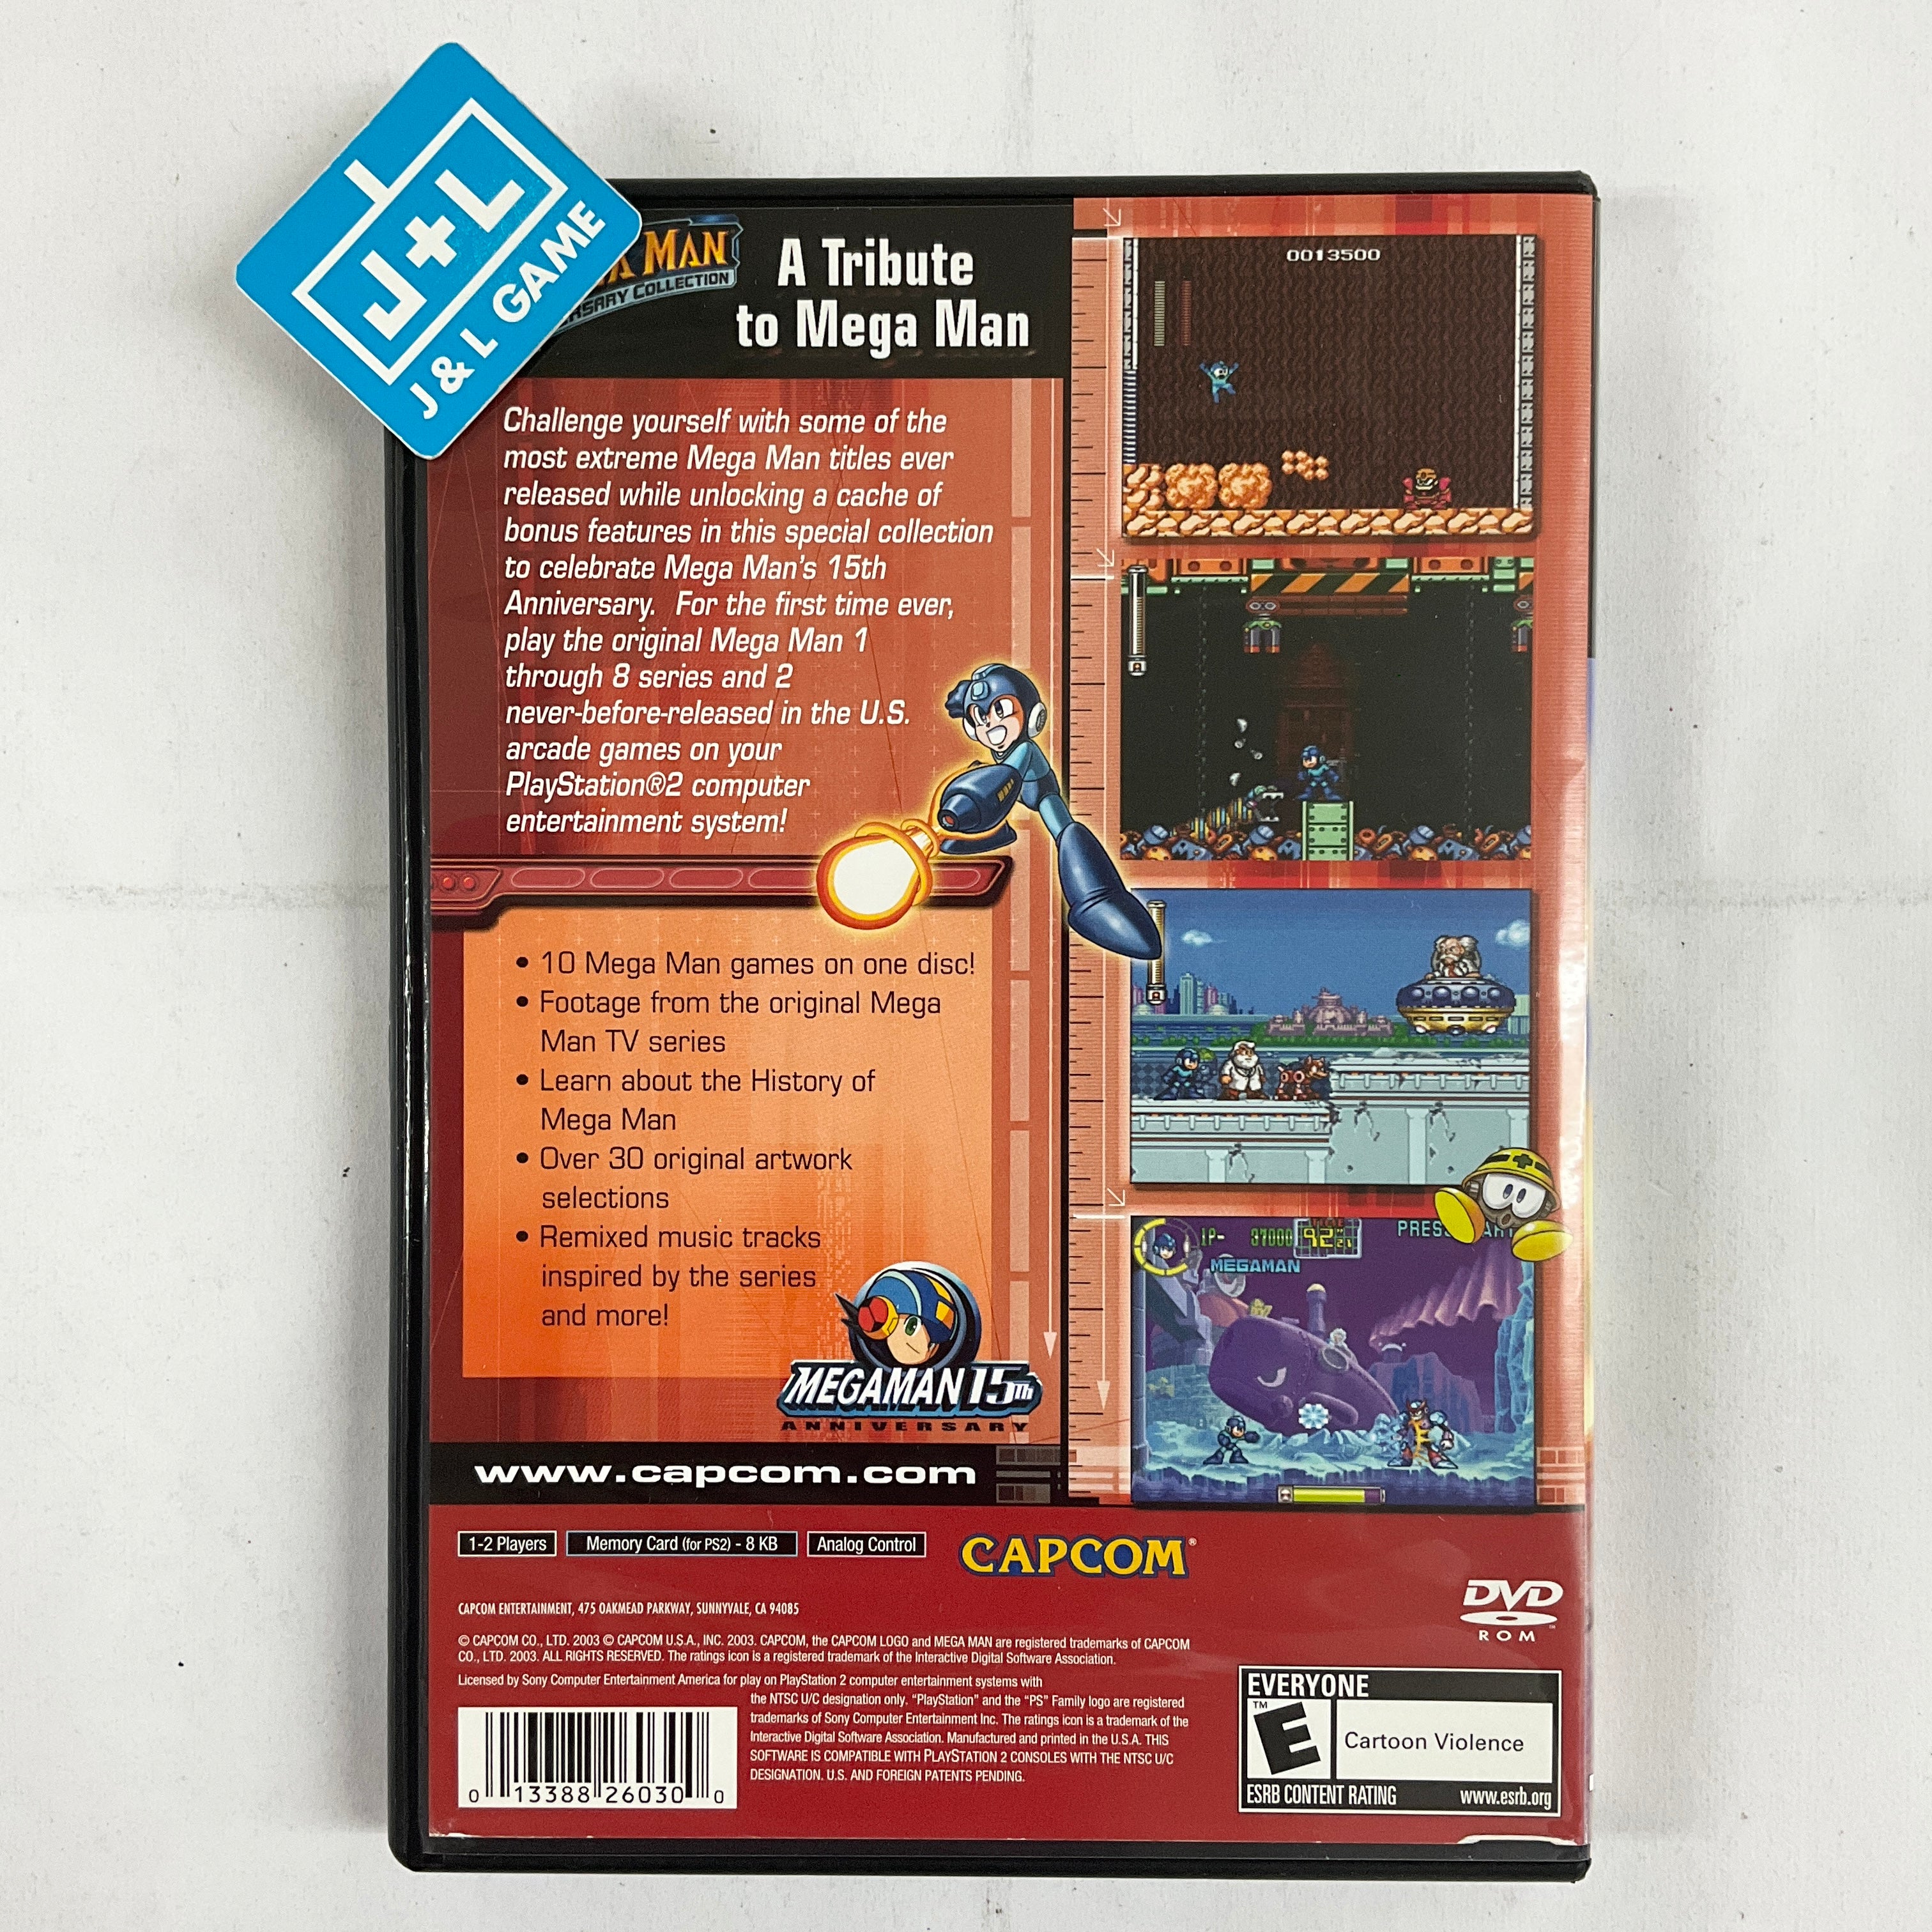 J+L
J & L GAME
MAN
COLLECTION
A Tribute
to Mega Man
Challenge yourself with some of the
most extreme Mega Man titles ever
released while unlocking a cache of
bonus features in this special collection
to celebrate Mega Man's 15th
Anniversary. For the first time ever,
play the original Mega Man 1
through 8 series and 2
never-before-released in the U.S.
arcade games on your
PlayStation®2 computer
entertainment system!
• 10 Mega Man games on one disc!
• Footage from the original Mega
Man TV series
• Learn about the History of
Mega Man
• Over 30 original artwork
selections
• Remixed music tracks
inspired by the series
and more!
MEGAMAN 15th
ANNIVERSARY
www.capcom.com
0013500
1P- 37000
TIME
92"21
PRESS
MEGAMAN
1-2 Players
Memory Card (for PS2) - 8 KB
Analog Control
CAPCOM®
DVD
ROM
CAPCOM ENTERTAINMENT, 475 OAKMEAD PARKWAY, SUNNYVALE, CA 94085
© CAPCOM CO., LTD. 2003 © CAPCOM U.S.A., INC. 2003. CAPCOM, the CAPCOM LOGO and MEGA MAN are registered trademarks of CAPCOM
CO., LTD. 2003. ALL RIGHTS RESERVED. The ratings icon is a registered trademark of the Interactive Digital Software Association.
Licensed by Sony Computer Entertainment America for play on PlayStation 2 computer entertainment systems with
the NTSC U/C designation only. "PlayStation" and the "PS" Family logo are registered
trademarks of Sony Computer Entertainment Inc. The ratings icon is a trademark of the
Interactive Digital Software Association. Manufactured and printed in the U.S.A. THIS
SOFTWARE IS COMPATIBLE WITH PLAYSTATION 2 CONSOLES WITH THE NTSC U/C
DESIGNATION. U.S. AND FOREIGN PATENTS PENDING.
0 13388 26030 0
EVERYONE
E™
Cartoon Violence
ESRB CONTENT RATING www.esrb.org